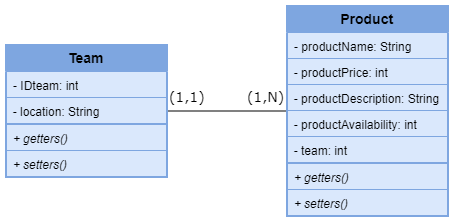 Team
- IDteam: int
- location: String
+ getters()
+ setters()
(1,1)
(1,N)
Product
- productName: String
- productPrice: int
- productDescription: String
- productAvailability: int
- team: int
+ getters()
+ setters()